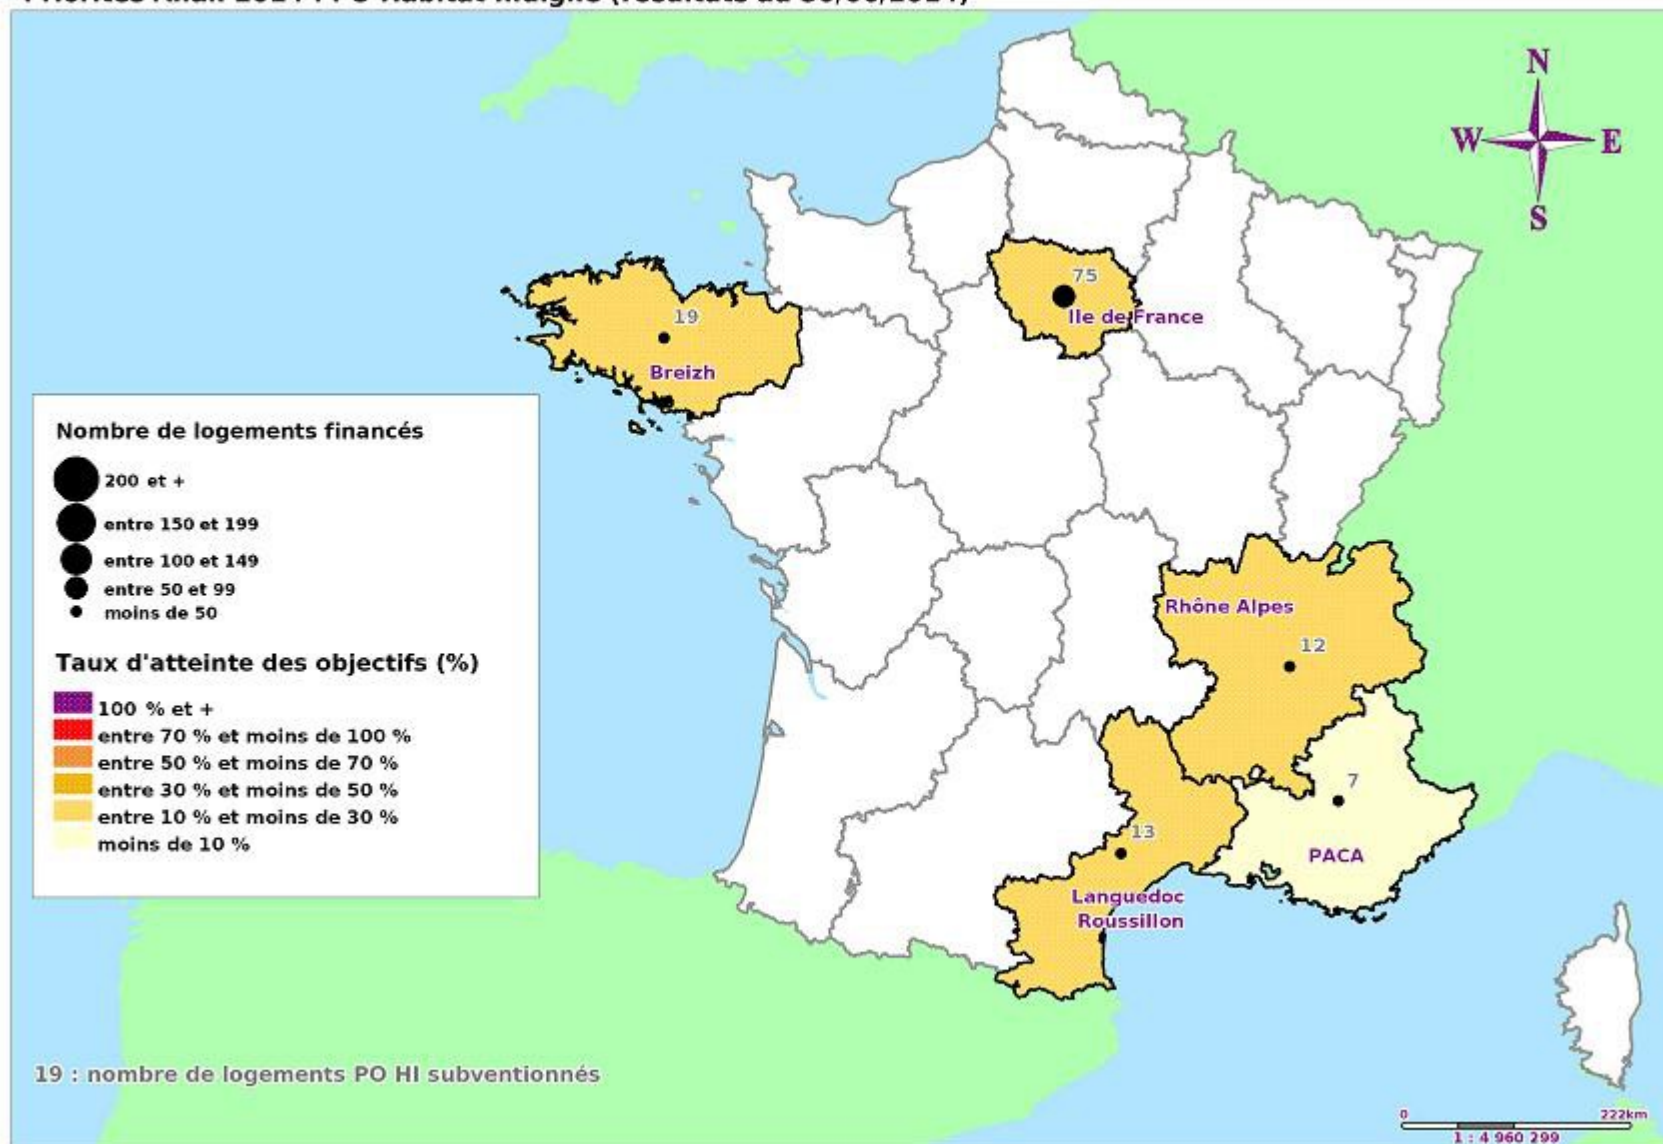 N
W E
S
75
Ile de France
19
Breizh
Nombre de logements financés
200 et +
entre 150 et 199
entre 100 et 149
entre 50 et 99
moins de 50
Taux d'atteinte des objectifs (%)
100 % et +
entre 70 % et moins de 100 %
entre 50 % et moins de 70 %
entre 30 % et moins de 50 %
entre 10 % et moins de 30 %
moins de 10 %
Rhône Alpes
12
7
PACA
13
Languedoc
Roussillon
19 : nombre de logements PO HI subventionnés
0 222km
1 : 4 960 299